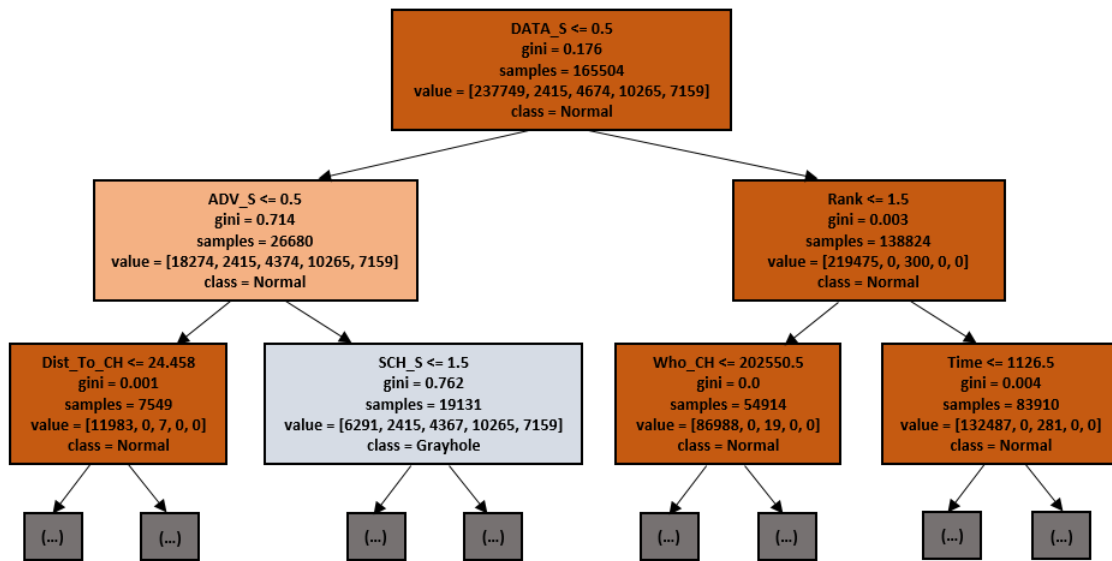 DATA_S <= 0.5
gini = 0.176
samples = 165504
value = [237749, 2415, 4674, 10265, 7159]
class = Normal
ADV_S <= 0.5
gini = 0.714
samples = 26680
value = [18274, 2415, 4374, 10265, 7159]
class = Normal
Rank <= 1.5
gini = 0.003
samples = 138824
value = [219475, 0, 300, 0, 0]
class = Normal
Dist_To_CH <= 24.458
gini = 0.001
samples = 7549
value = [11983, 0, 7, 0, 0]
class = Normal
SCH_S <= 1.5
gini = 0.762
samples = 19131
value = [6291, 2415, 4367, 10265, 7159]
class = Grayhole
Who_CH <= 202550.5
gini = 0.0
samples = 54914
value = [86988, 0, 19, 0, 0]
class = Normal
Time <= 1126.5
gini = 0.004
samples = 83910
value = [132487, 0, 281, 0, 0]
class = Normal
(...)
(...)
(...)
(...)
(...)
(...)
(...)
(...)